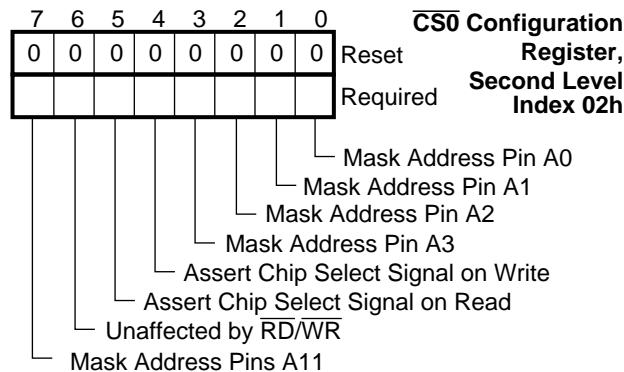 7 6 5 4 3 2 1 0
0 0 0 0 0 0 0 0 Reset
Required
CS0 Configuration
Register,
Second Level
Index 02h
Mask Address Pin A0
Mask Address Pin A1
Mask Address Pin A2
Mask Address Pin A3
Assert Chip Select Signal on Write
Assert Chip Select Signal on Read
Unaffected by RD/WR
Mask Address Pins A11